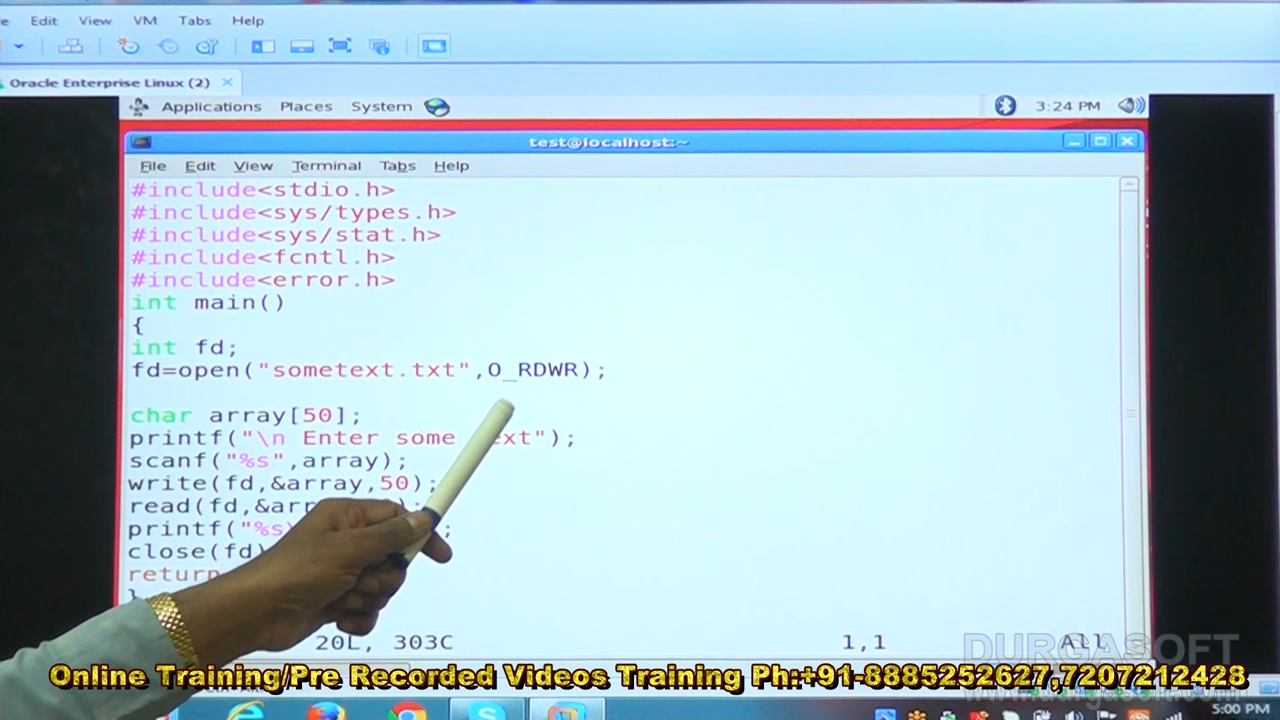 Edit View VM Tabs Help
Oracle Enterprise Linux (2) ×
Applications Places System 3:24 PM
test@localhost:~
File Edit View Terminal Tabs Help
#include<stdio.h>
#include<sys/types.h>
#include<sys/stat.h>
#include<fcntl.h>
#include<error.h>
int main()
{
int fd;
fd=open("sometext.txt",O_RDWR);
char array[50];
printf("\n Enter some ext");
scanf("%s",array);
write(fd,&array,50);
read(fd,&arr );
printf("%s\ ;
close(fd)
return
}
20L, 303C 1,1 All
DURGASOFT
Online Training/Pre Recorded Videos Training Ph:+91-8885252627,7207212428
www.durgasoft.com
5:00 PM